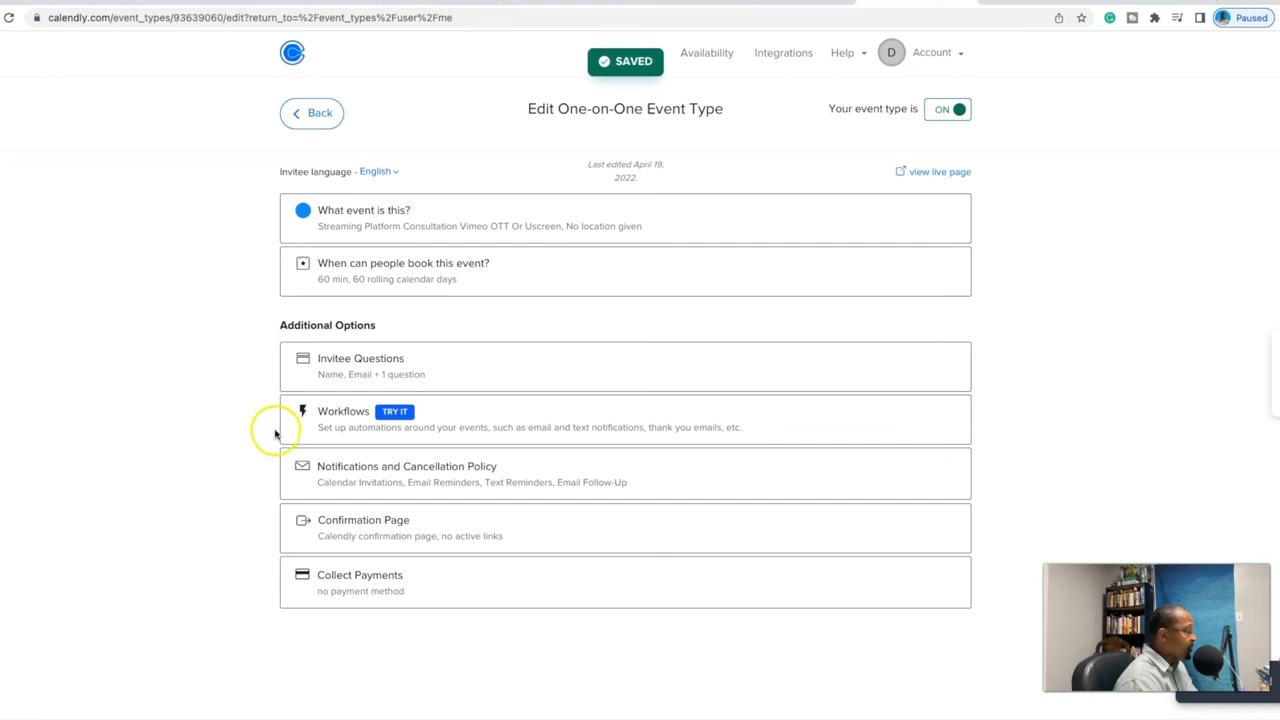 calendly.com/event_types/93639060/edit?return_to=%2Fevent_types%2Fuser%2Fme
Paused
SAVED
Availability
Integrations
Help
D
Account
Back
Edit One-on-One Event Type
Your event type is
ON
Invitee language - English
Last edited April 19,
2022.
view live page
What event is this?
Streaming Platform Consultation Vimeo OTT Or Uscreen, No location given
When can people book this event?
60 min, 60 rolling calendar days
Additional Options
Invitee Questions
Name, Email + 1 question
Workflows TRY IT
Set up automations around your events, such as email and text notifications, thank you emails, etc.
Notifications and Cancellation Policy
Calendar Invitations, Email Reminders, Text Reminders, Email Follow-Up
Confirmation Page
Calendly confirmation page, no active links
Collect Payments
no payment method